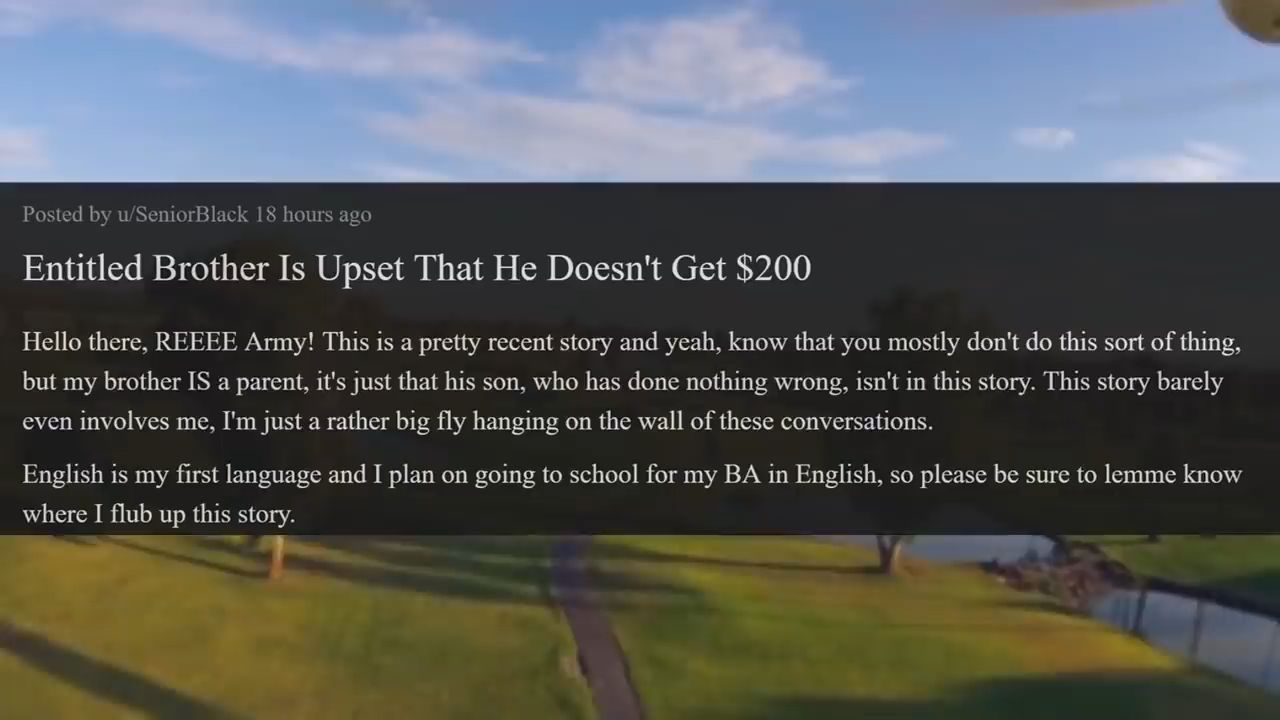 Posted by u/SeniorBlack 18 hours ago
Entitled Brother Is Upset That He Doesn't Get $200
Hello there, REEEE Army! This is a pretty recent story and yeah, know that you mostly don't do this sort of thing,
but my brother IS a parent, it's just that his son, who has done nothing wrong, isn't in this story. This story barely
even involves me, I'm just a rather big fly hanging on the wall of these conversations.
English is my first language and I plan on going to school for my BA in English, so please be sure to lemme know
where I flub up this story.